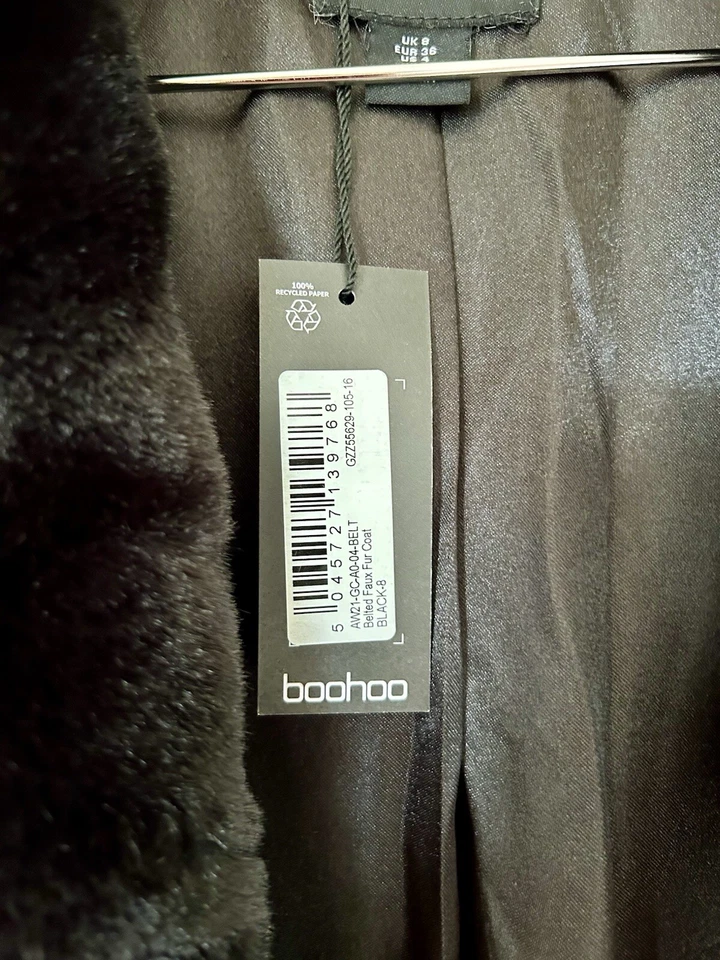 UK 8
EUR 36
US 4
100%
RECYCLED PAPER
GZZ55629-105-16
5 045727 139768
AW21-GC-A0-04-BELT
Belted Faux Fur Coat
BLACK-8
boohoo